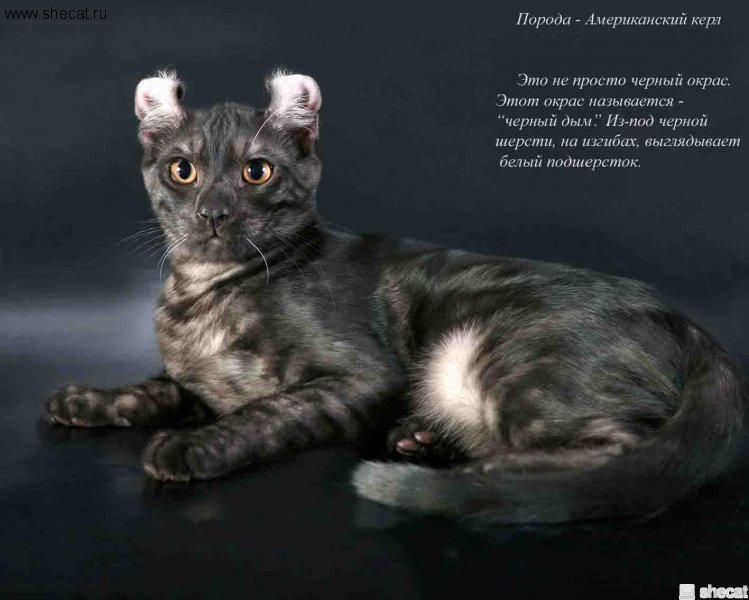 www.shecat.ru
Порода - Американский керл
Это не просто черный окрас.
Этот окрас называется -
“черный дым”. Из-под черной
шерсти, на изгибах, выглядывает
белый подшерсток.
shecat